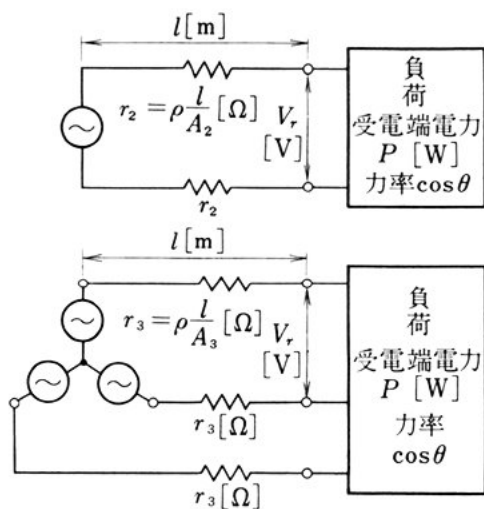 l[m]
r₂ = ρ l/A₂ [Ω]
V_r
[V]
r₂
負
荷
受電端電力
P [W]
力率cosθ
l[m]
r₃ = ρ l/A₃ [Ω]
V_r
[V]
r₃[Ω]
r₃[Ω]
負
荷
受電端電力
P [W]
力率
cosθ